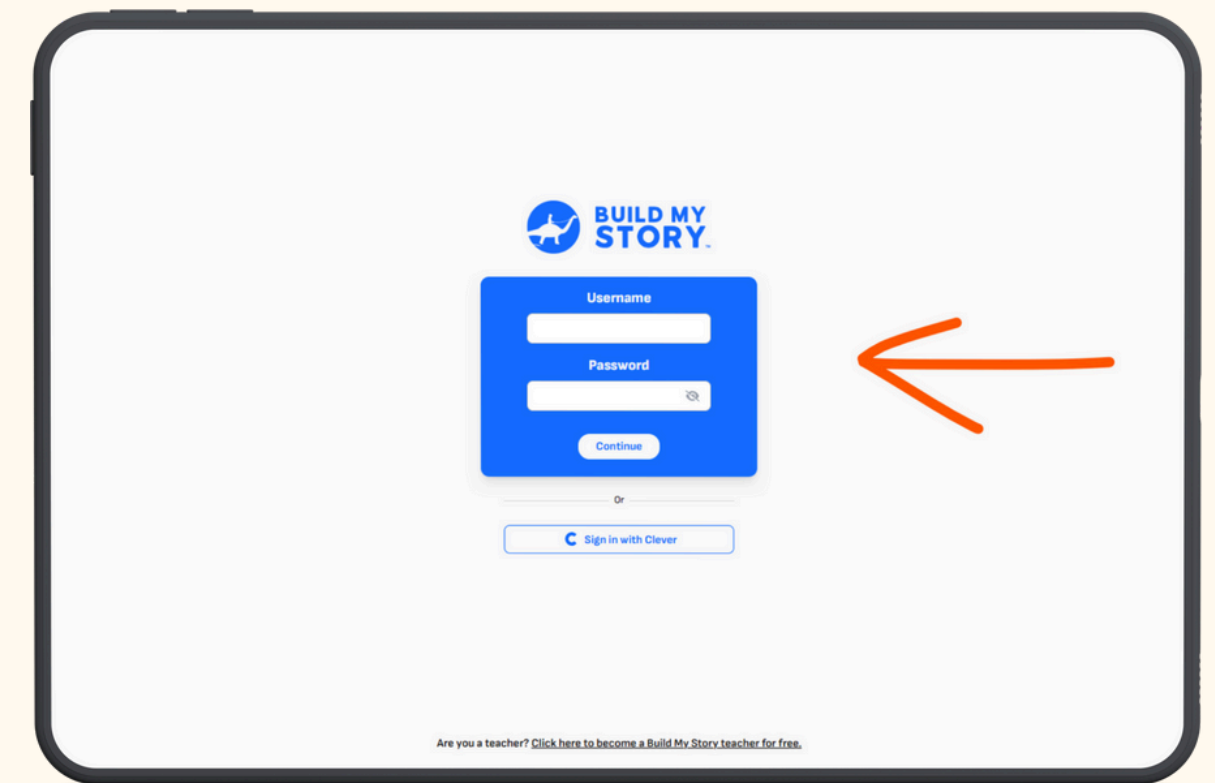 BUILD MY
STORY™
Username
Password
Continue
Or
C Sign in with Clever
Are you a teacher? Click here to become a Build My Story teacher for free.